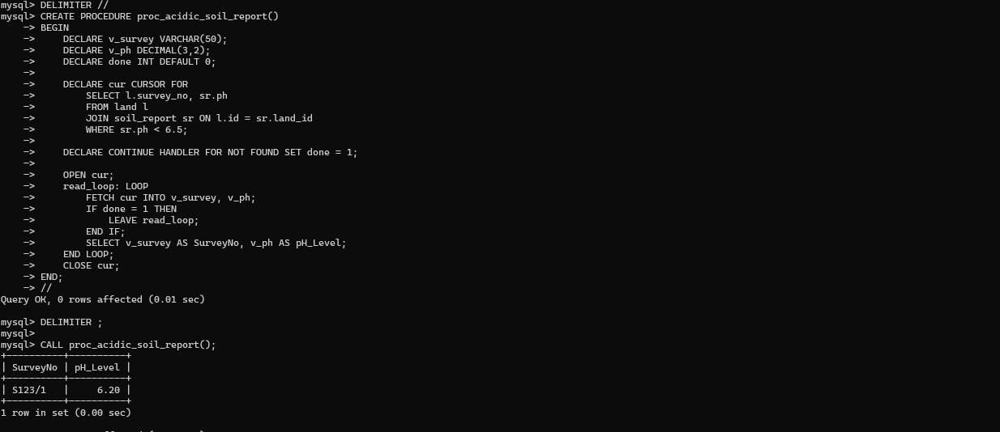 mysql> DELIMITER //
mysql> CREATE PROCEDURE proc_acidic_soil_report()
    -> BEGIN
    ->     DECLARE v_survey VARCHAR(50);
    ->     DECLARE v_ph DECIMAL(3,2);
    ->     DECLARE done INT DEFAULT 0;
    ->
    ->     DECLARE cur CURSOR FOR
    ->         SELECT l.survey_no, sr.ph
    ->         FROM land l
    ->         JOIN soil_report sr ON l.id = sr.land_id
    ->         WHERE sr.ph < 6.5;
    ->
    ->     DECLARE CONTINUE HANDLER FOR NOT FOUND SET done = 1;
    ->
    ->     OPEN cur;
    ->     read_loop: LOOP
    ->         FETCH cur INTO v_survey, v_ph;
    ->         IF done = 1 THEN
    ->             LEAVE read_loop;
    ->         END IF;
    ->         SELECT v_survey AS SurveyNo, v_ph AS pH_Level;
    ->     END LOOP;
    ->     CLOSE cur;
    -> END;
    -> //
Query OK, 0 rows affected (0.01 sec)
mysql> DELIMITER ;
mysql>
mysql> CALL proc_acidic_soil_report();
+----------+----------+
| SurveyNo | pH_Level |
+----------+----------+
| S123/1   |     6.20 |
+----------+----------+
1 row in set (0.00 sec)